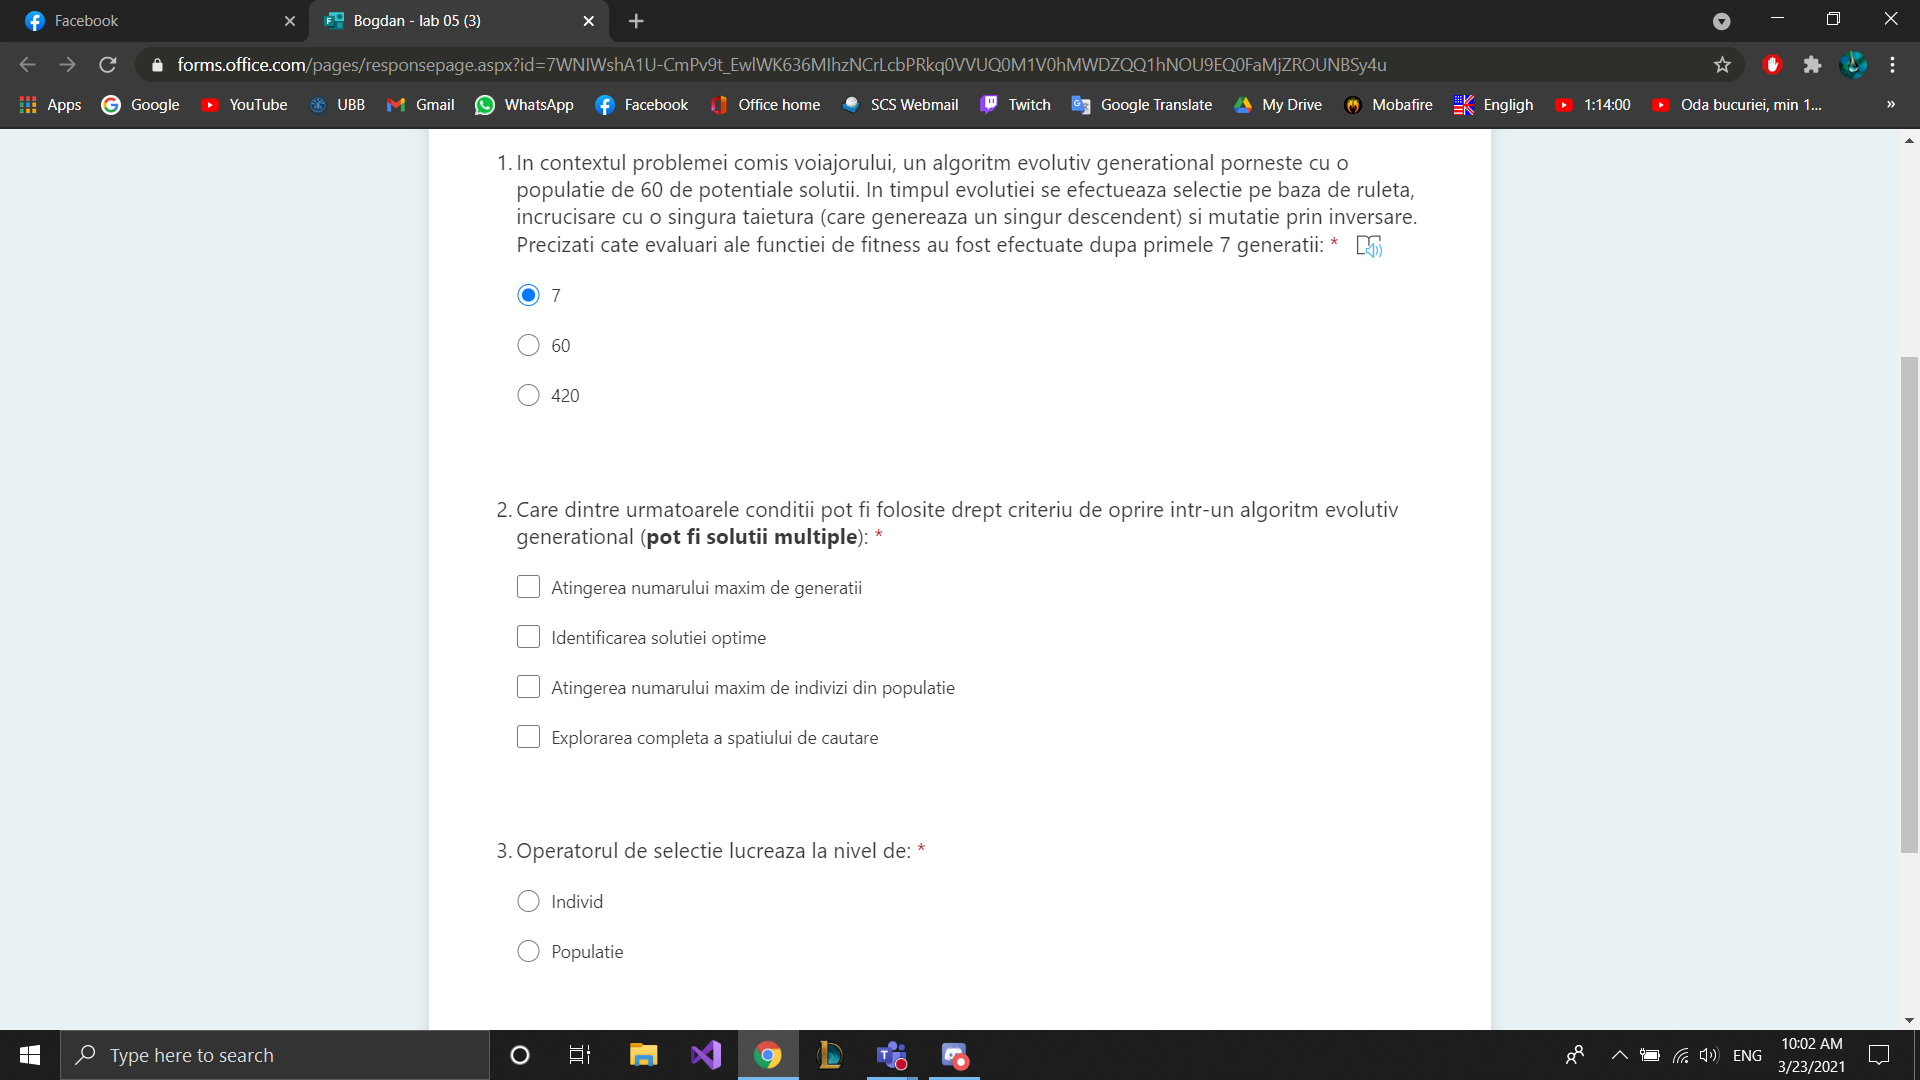 Facebook
Bogdan - lab 05 (3)
forms.office.com/pages/responsepage.aspx?id=7WNIWshA1U-CmPv9t_EwlWK636MIhzNCrLcbPRkq0VVUQ0M1V0hMWDZQQ1hNOU9EQ0FaMjZROUNBSy4u
Apps Google YouTube UBB Gmail WhatsApp Facebook Office home SCS Webmail Twitch Google Translate My Drive Mobafire Engligh 1:14:00 Oda bucuriei, min 1... »
1. In contextul problemei comis voiajorului, un algoritm evolutiv generational porneste cu o
populatie de 60 de potentiale solutii. In timpul evolutiei se efectueaza selectie pe baza de ruleta,
incrucisare cu o singura taietura (care genereaza un singur descendent) si mutatie prin inversare.
Precizati cate evaluari ale functiei de fitness au fost efectuate dupa primele 7 generatii: *
7
60
420
2. Care dintre urmatoarele conditii pot fi folosite drept criteriu de oprire intr-un algoritm evolutiv
generational (pot fi solutii multiple): *
Atingerea numarului maxim de generatii
Identificarea solutiei optime
Atingerea numarului maxim de indivizi din populatie
Explorarea completa a spatiului de cautare
3. Operatorul de selectie lucreaza la nivel de: *
Individ
Populatie
Type here to search
ENG
10:02 AM
3/23/2021